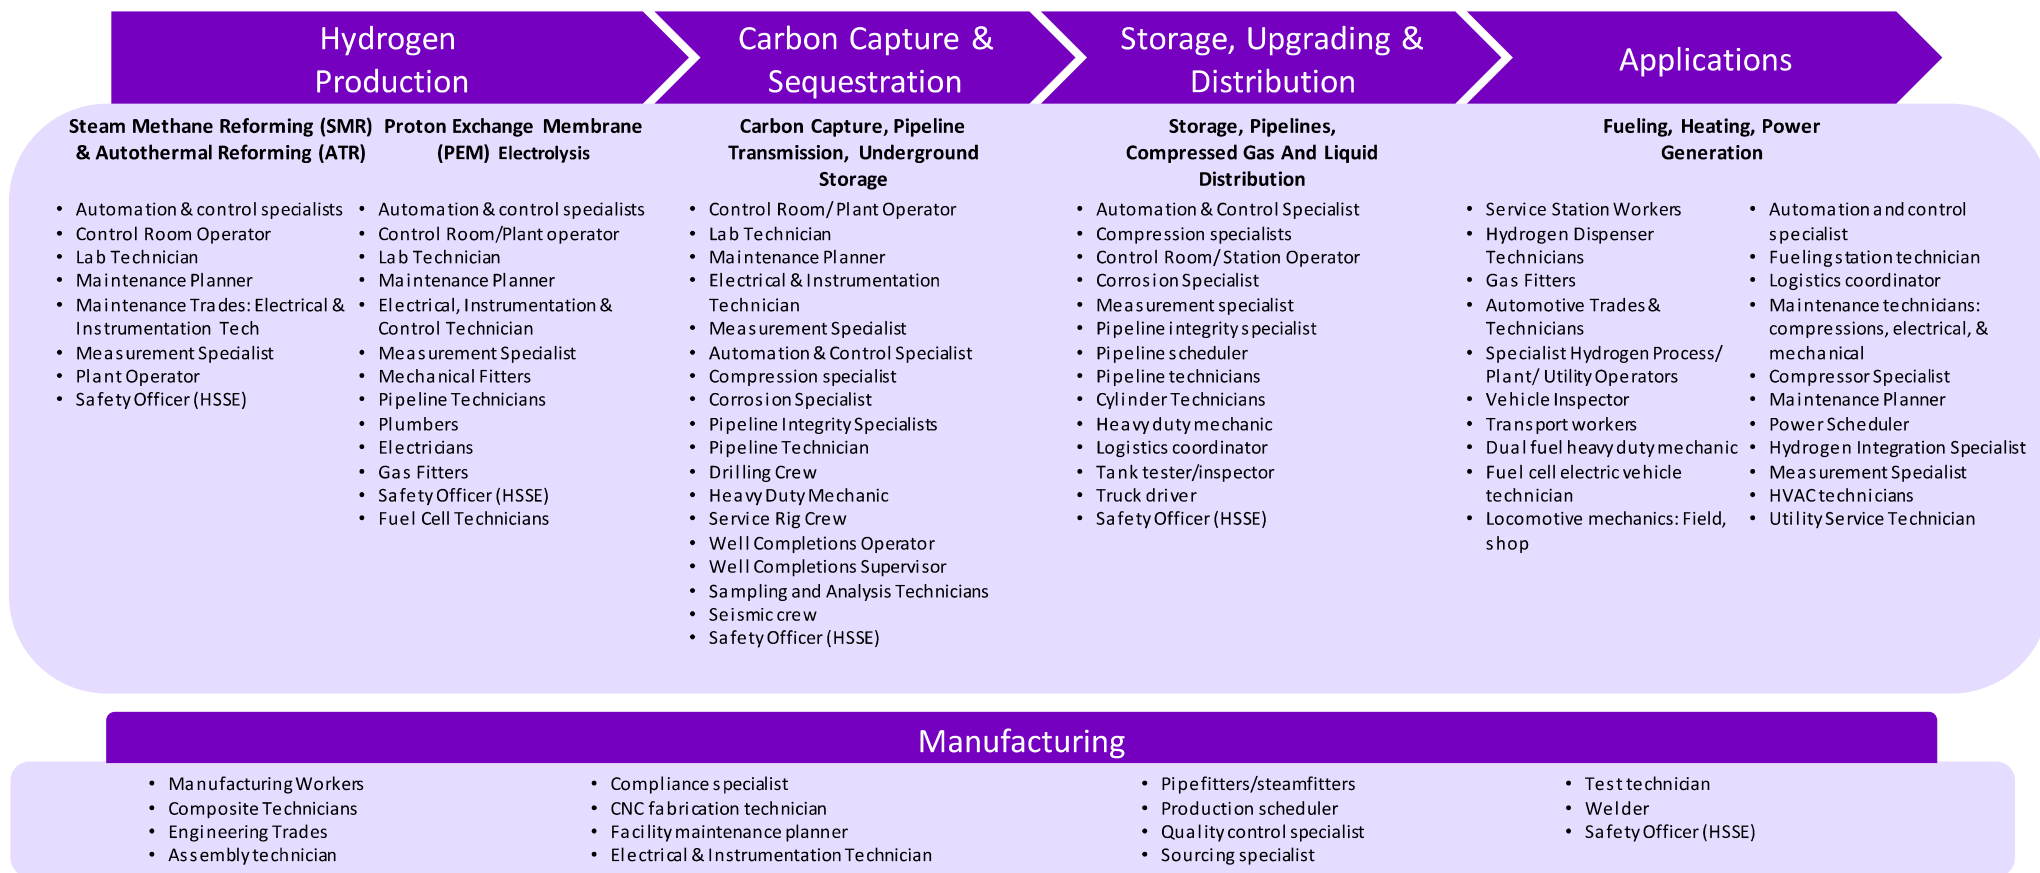 Hydrogen
Production
Carbon Capture &
Sequestration
Storage, Upgrading &
Distribution
Applications
Steam Methane Reforming (SMR)
& Autothermal Reforming (ATR)
• Automation & control specialists
• Control Room Operator
• Lab Technician
• Maintenance Planner
• Maintenance Trades: Electrical &
Instrumentation Tech
• Measurement Specialist
• Plant Operator
• Safety Officer (HSSE)
Proton Exchange Membrane
(PEM) Electrolysis
• Automation & control specialists
• Control Room/Plant operator
• Lab Technician
• Maintenance Planner
• Electrical, Instrumentation &
Control Technician
• Measurement Specialist
• Mechanical Fitters
• Pipeline Technicians
• Plumbers
• Electricians
• Gas Fitters
• Safety Officer (HSSE)
• Fuel Cell Technicians
Carbon Capture, Pipeline
Transmission, Underground
Storage
• Control Room/ Plant Operator
• Lab Technician
• Maintenance Planner
• Electrical & Instrumentation
Technician
• Measurement Specialist
• Automation & Control Specialist
• Compression specialist
• Corrosion Specialist
• Pipeline Integrity Specialists
• Pipeline Technician
• Drilling Crew
• Heavy Duty Mechanic
• Service Rig Crew
• Well Completions Operator
• Well Completions Supervisor
• Sampling and Analysis Technicians
• Seismic crew
• Safety Officer (HSSE)
Storage, Pipelines,
Compressed Gas And Liquid
Distribution
• Automation & Control Specialist
• Compression specialists
• Control Room/ Station Operator
• Corrosion Specialist
• Measurement specialist
• Pipeline integrity specialist
• Pipeline scheduler
• Pipeline technicians
• Cylinder Technicians
• Heavy duty mechanic
• Logistics coordinator
• Tank tester/inspector
• Truck driver
• Safety Officer (HSSE)
Fueling, Heating, Power
Generation
• Service Station Workers
• Hydrogen Dispenser
Technicians
• Gas Fitters
• Automotive Trades &
Technicians
• Specialist Hydrogen Process/
Plant/ Utility Operators
• Vehicle Inspector
• Transport workers
• Dual fuel heavy duty mechanic
• Fuel cell electric vehicle
technician
• Locomotive mechanics: Field,
shop
• Automation and control
specialist
• Fueling station technician
• Logistics coordinator
• Maintenance technicians:
compressions, electrical, &
mechanical
• Compressor Specialist
• Maintenance Planner
• Power Scheduler
• Hydrogen Integration Specialist
• Measurement Specialist
• HVAC technicians
• Utility Service Technician
Manufacturing
• Manufacturing Workers
• Composite Technicians
• Engineering Trades
• Assembly technician
• Compliance specialist
• CNC fabrication technician
• Facility maintenance planner
• Electrical & Instrumentation Technician
• Pipefitters/steamfitters
• Production scheduler
• Quality control specialist
• Sourcing specialist
• Test technician
• Welder
• Safety Officer (HSSE)